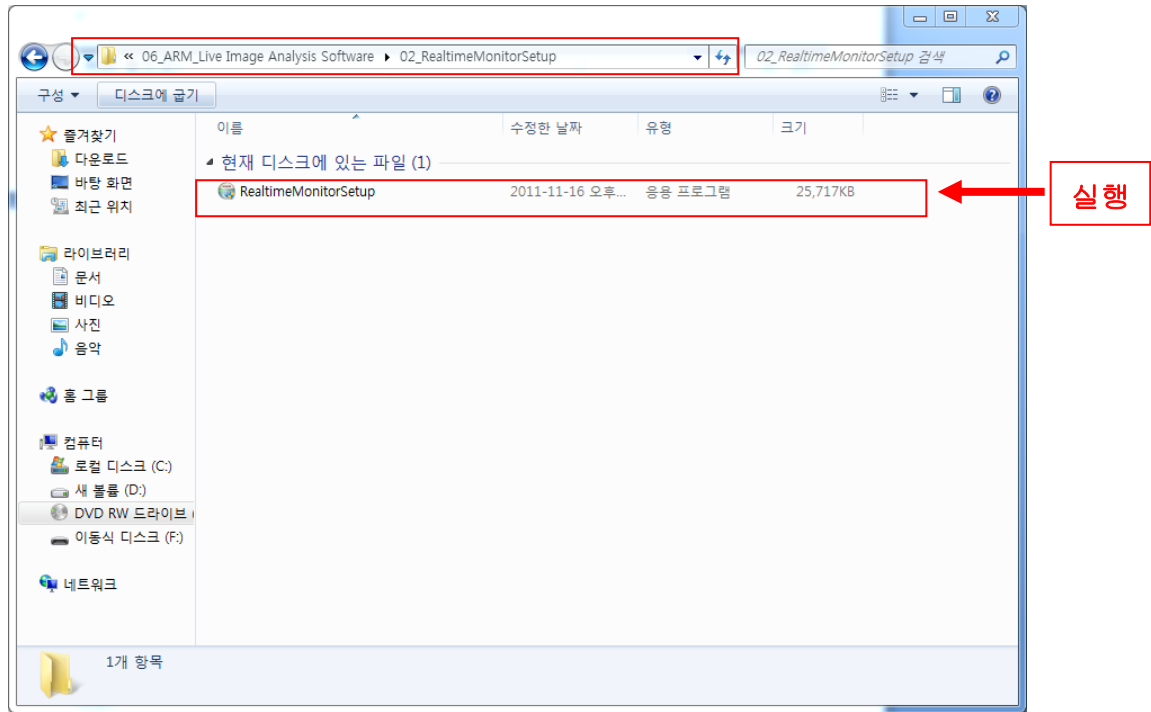 « 06_ARM_Live Image Analysis Software ▸ 02_RealtimeMonitorSetup
02_RealtimeMonitorSetup 검색
구성 디스크에 굽기
이름 수정한 날짜 유형 크기
현재 디스크에 있는 파일 (1)
RealtimeMonitorSetup 2011-11-16 오후... 응용 프로그램 25,717KB
실행
즐겨찾기
다운로드
바탕 화면
최근 위치
라이브러리
문서
비디오
사진
음악
홈 그룹
컴퓨터
로컬 디스크 (C:)
새 볼륨 (D:)
DVD RW 드라이브 (
이동식 디스크 (F:)
네트워크
1개 항목